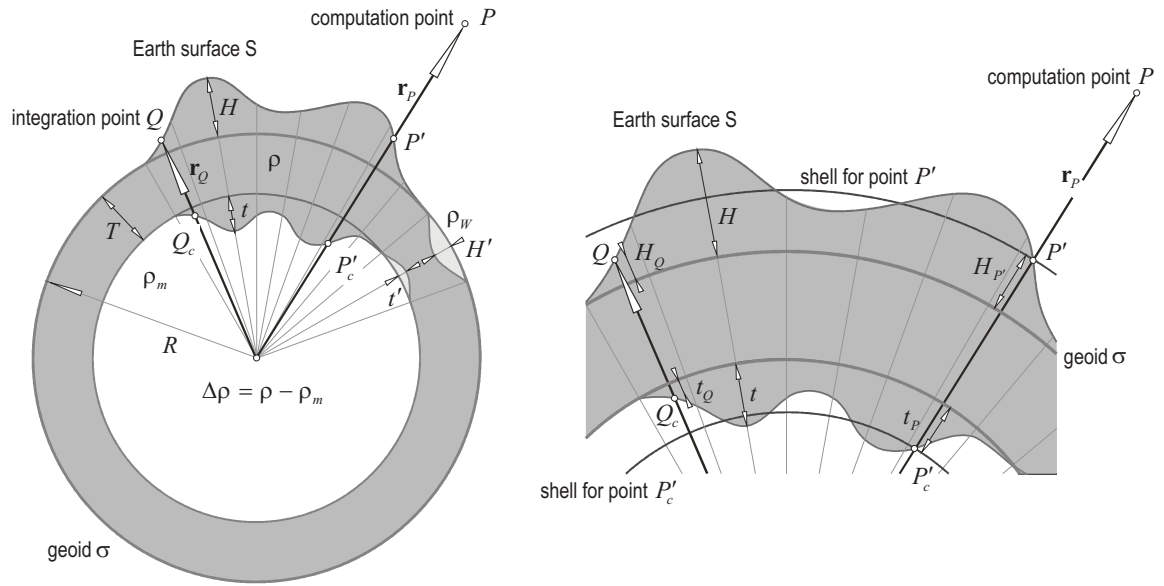 computation point P
Earth surface S
r_P
H
integration point Q
P′
ρ
r_Q
t
ρ_W
T
Q_c
P′_c
H′
ρ_m
t′
R
Δρ = ρ − ρ_m
geoid σ
computation point P
Earth surface S
r_P
shell for point P′
H
Q
H_Q
P′
H_P′
geoid σ
t_Q
t
t_P
Q_c
P′_c
shell for point P′_c